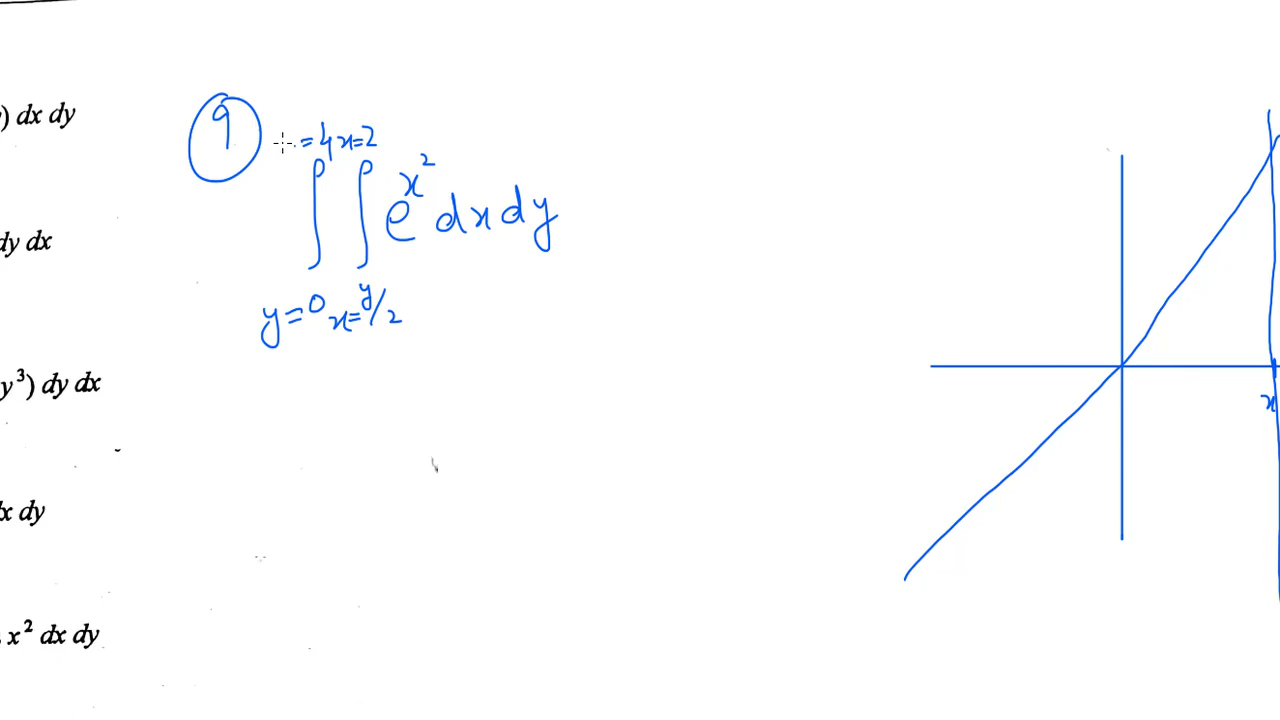 ) dx dy
9
= 4 x=2
∫ ∫ e^x² dx dy
y=0 x=y/2
dy dx
y³) dy dx
x
dx dy
x² dx dy